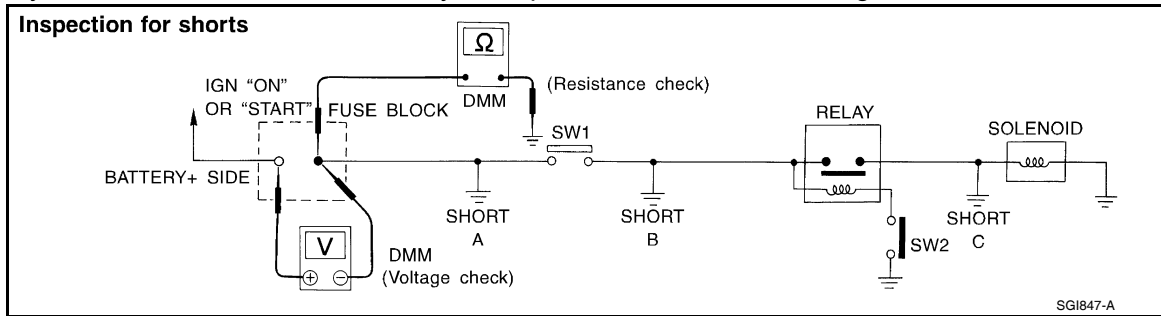 Inspection for shorts
Ω
DMM
(Resistance check)
IGN “ON”
OR “START”
FUSE BLOCK
BATTERY+ SIDE
SW1
RELAY
SOLENOID
SHORT
A
SHORT
B
SHORT
C
SW2
V
+ −
DMM
(Voltage check)
SGI847-A